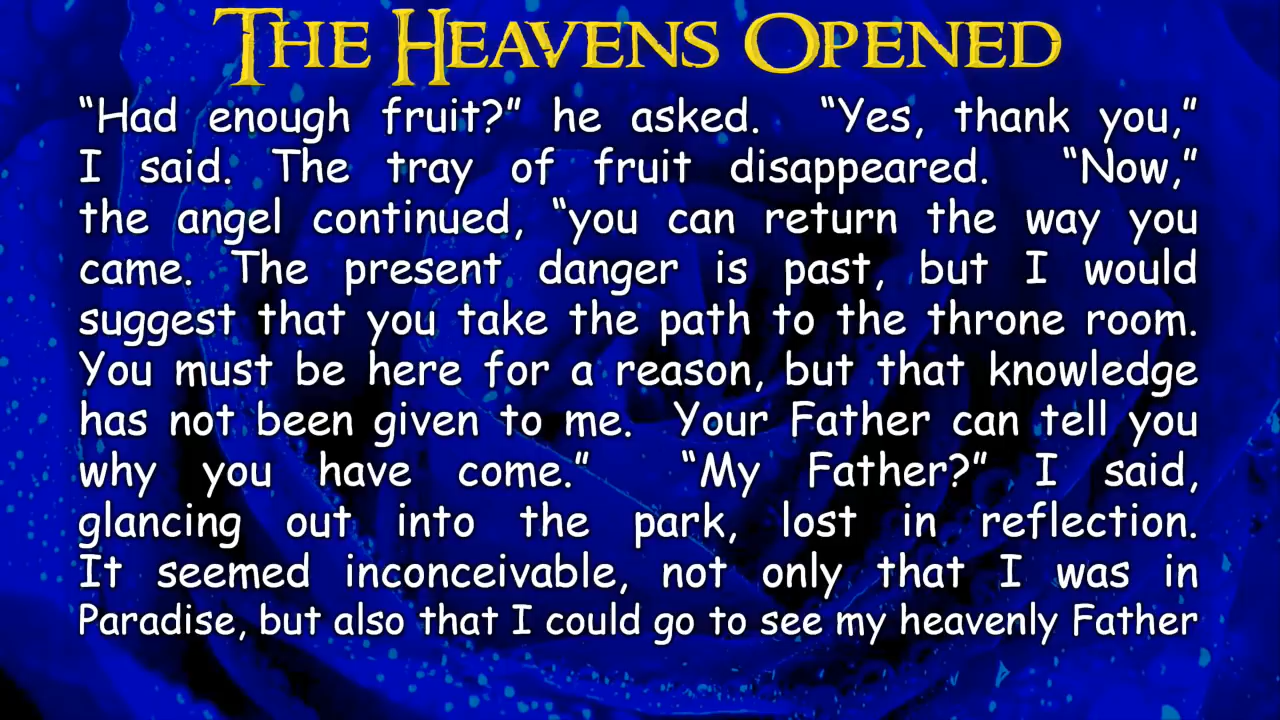 THE HEAVENS OPENED
“Had enough fruit?” he asked. “Yes, thank you,”
I said. The tray of fruit disappeared. “Now,”
the angel continued, “you can return the way you
came. The present danger is past, but I would
suggest that you take the path to the throne room.
You must be here for a reason, but that knowledge
has not been given to me. Your Father can tell you
why you have come.” “My Father?” I said,
glancing out into the park, lost in reflection.
It seemed inconceivable, not only that I was in
Paradise, but also that I could go to see my heavenly Father